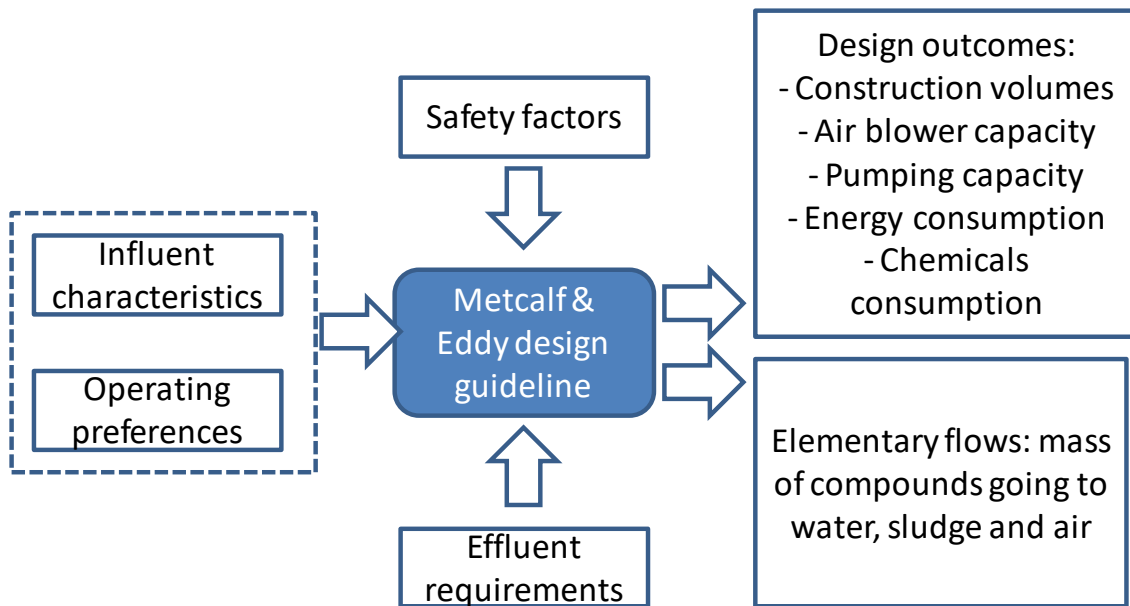 Safety factors
Influent
characteristics
Operating
preferences
Metcalf &
Eddy design
guideline
Effluent
requirements
Design outcomes:
- Construction volumes
- Air blower capacity
- Pumping capacity
- Energy consumption
- Chemicals
consumption
Elementary flows: mass
of compounds going to
water, sludge and air